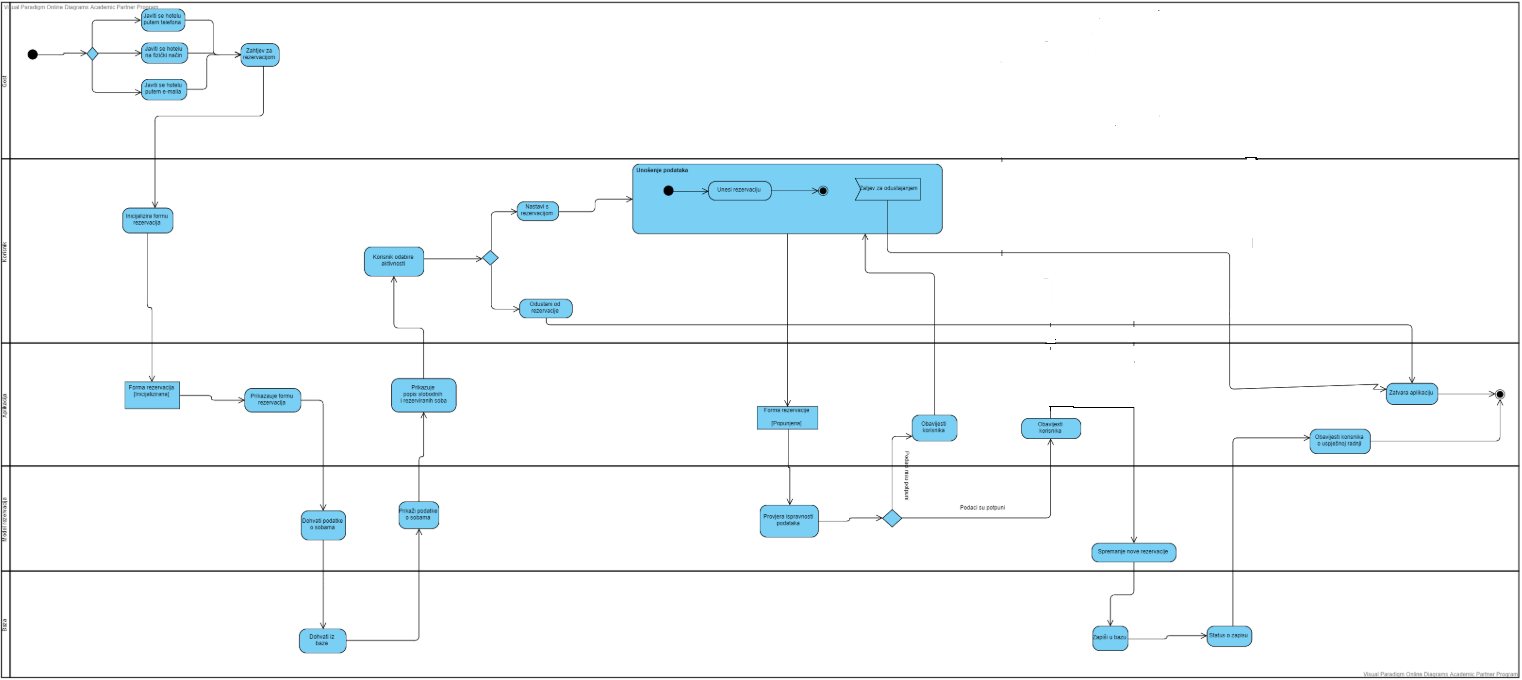 Visual Paradigm Online Diagrams Academic Partner Program
Gost
Javiti se hotelu
putem telefona
Javiti se hotelu
na fizički način
Javiti se hotelu
putem e-maila
Zahtjev za
rezervacijom
Korisnik
Inicijalizira formu
rezervacija
Korisnik odabire
aktivnosti
Nastavi s
rezervacijom
Odustani od
rezervacije
Unošenje podataka
Unesi rezervaciju
Zatjev za odustajanjem
Aplikacija
Forma rezervacije
[Inicijalizirana]
Prikazauje formu
rezervacija
Prikazuje
popis slobodnih
i rezerviranih soba
Forma rezervacije
[Popunjena]
Obavijesti
korisnika
Obavijesti
korisnika
Zatvara aplikaciju
Obavijesti korisnika
o uspješnoj radnji
Podaci nisu potpuni
Model rezervacije
Dohvati podatke
o sobama
Prikaži podatke
o sobama
Provjera ispravnosti
podataka
Podaci su potpuni
Spremanje nove rezervacije
Baza
Dohvati iz
baze
Zapiši u bazu
Status o zapisu
Visual Paradigm Online Diagrams Academic Partner Program